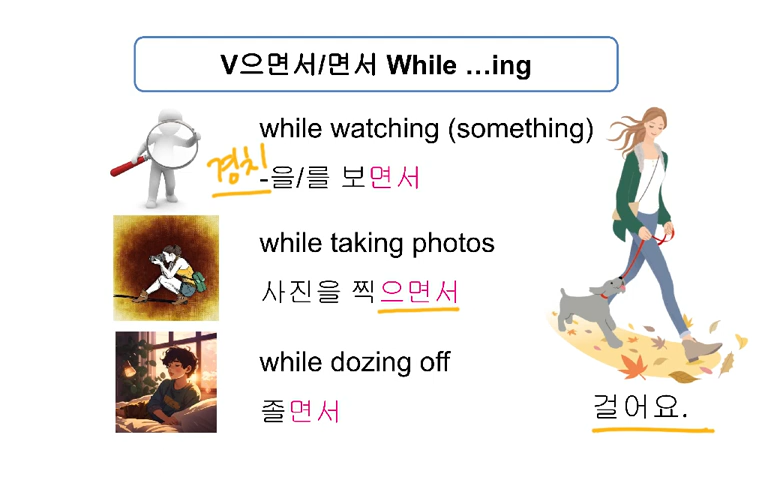 V으면서/면서 While …ing
while watching (something)
경치
-을/를 보면서
while taking photos
사진을 찍으면서
while dozing off
졸면서
걸어요.